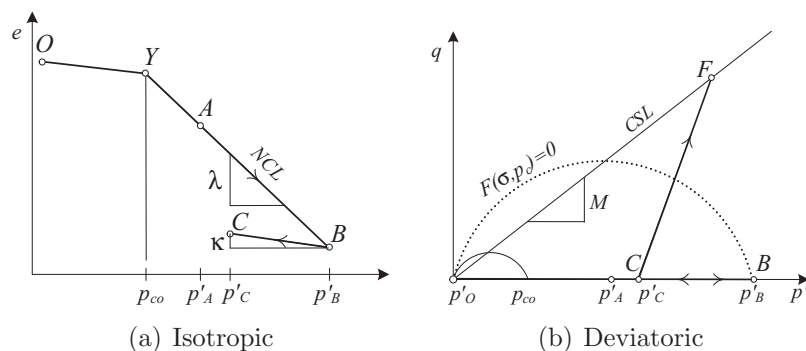 e
O
Y
A
NCL
λ
C
κ
B
p_co
p'_A
p'_C
p'_B
(a) Isotropic
q
F
CSL
F(σ,p_c)=0
M
C
B
p'_O
p_co
p'_A
p'_C
p'_B
p'
(b) Deviatoric